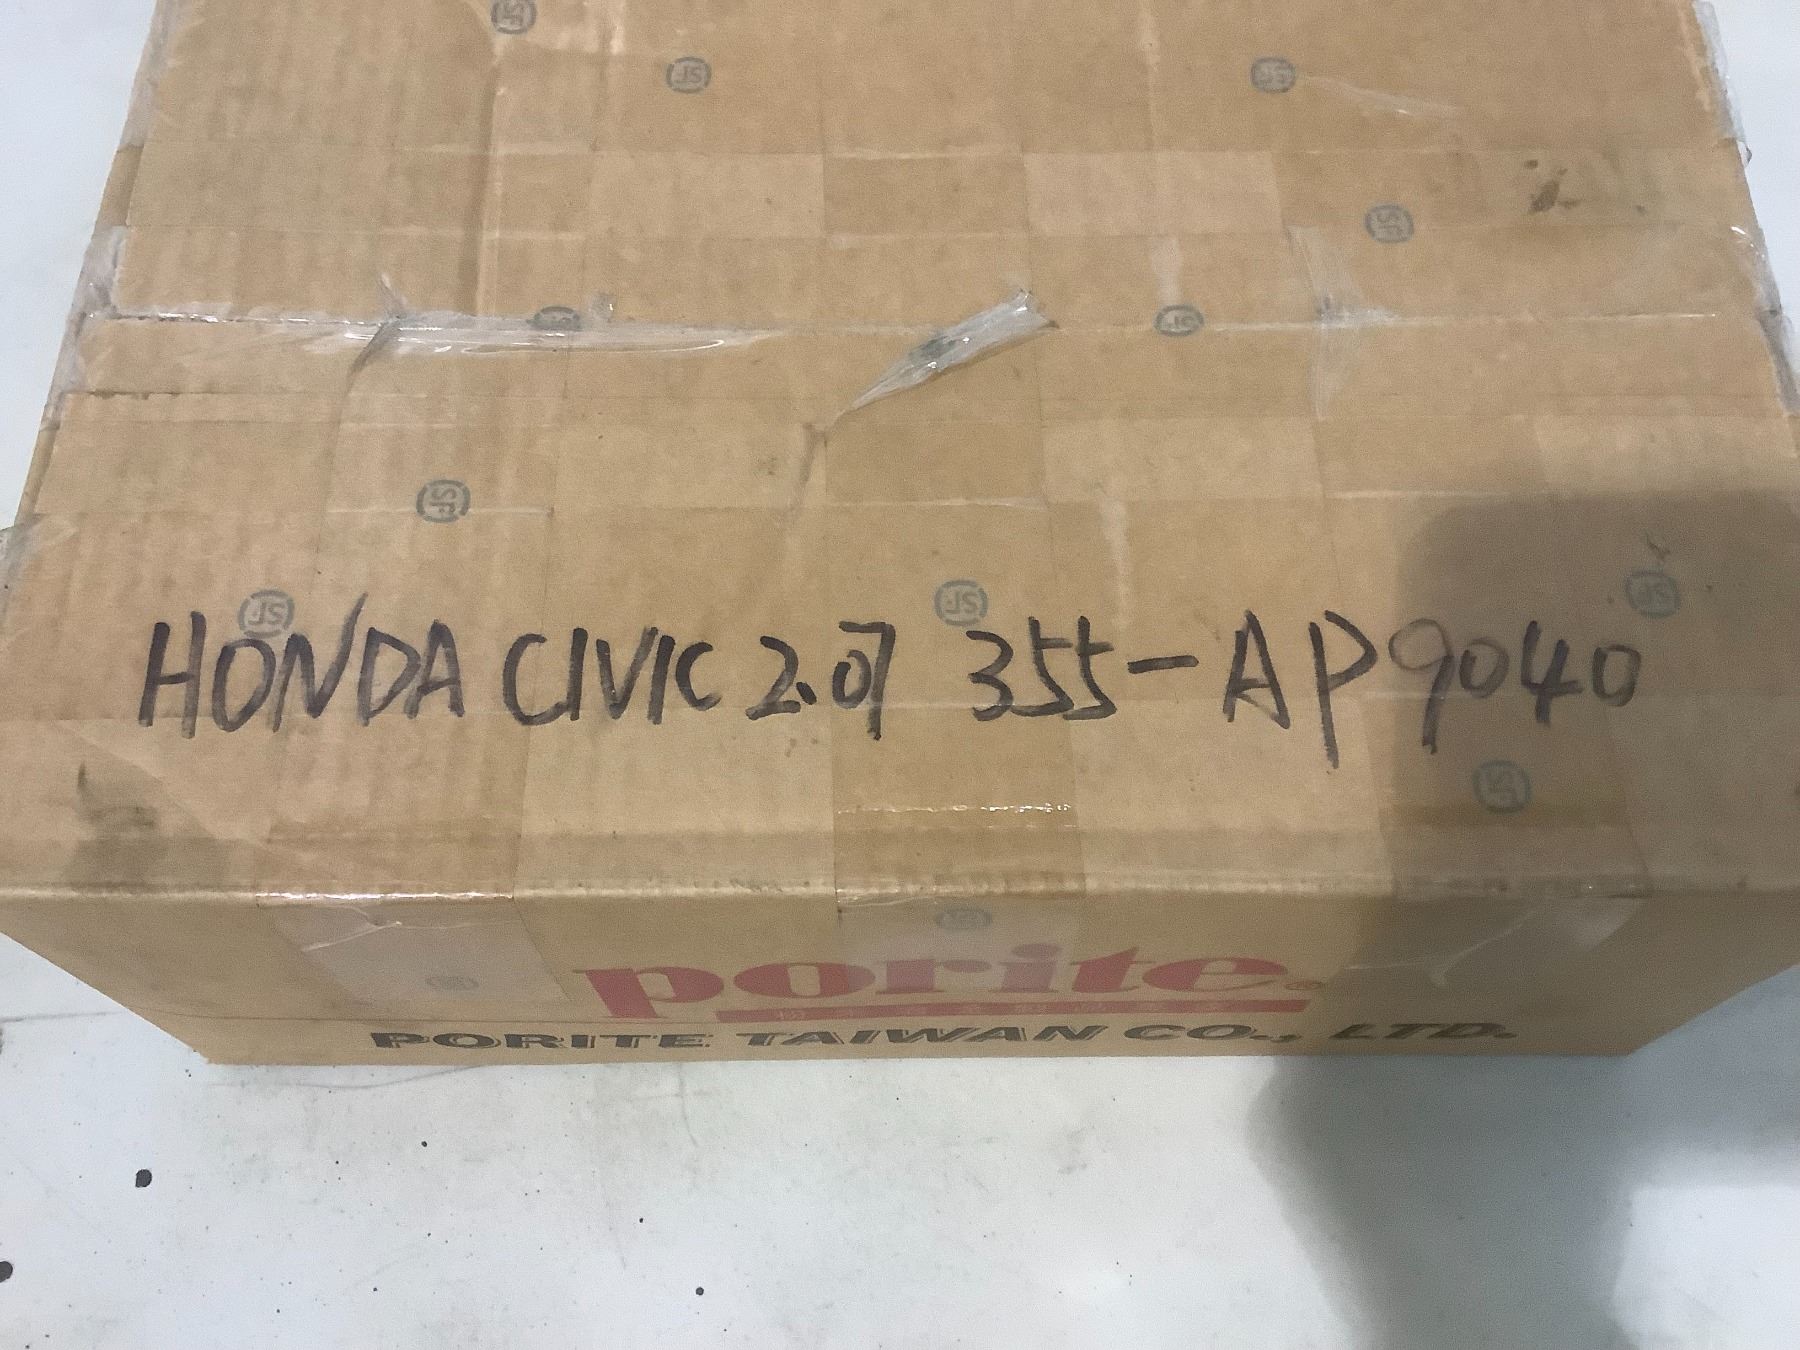 HONDA CIVIC 2.07 355-AP9040
porite®
PORITE TAIWAN CO., LTD.